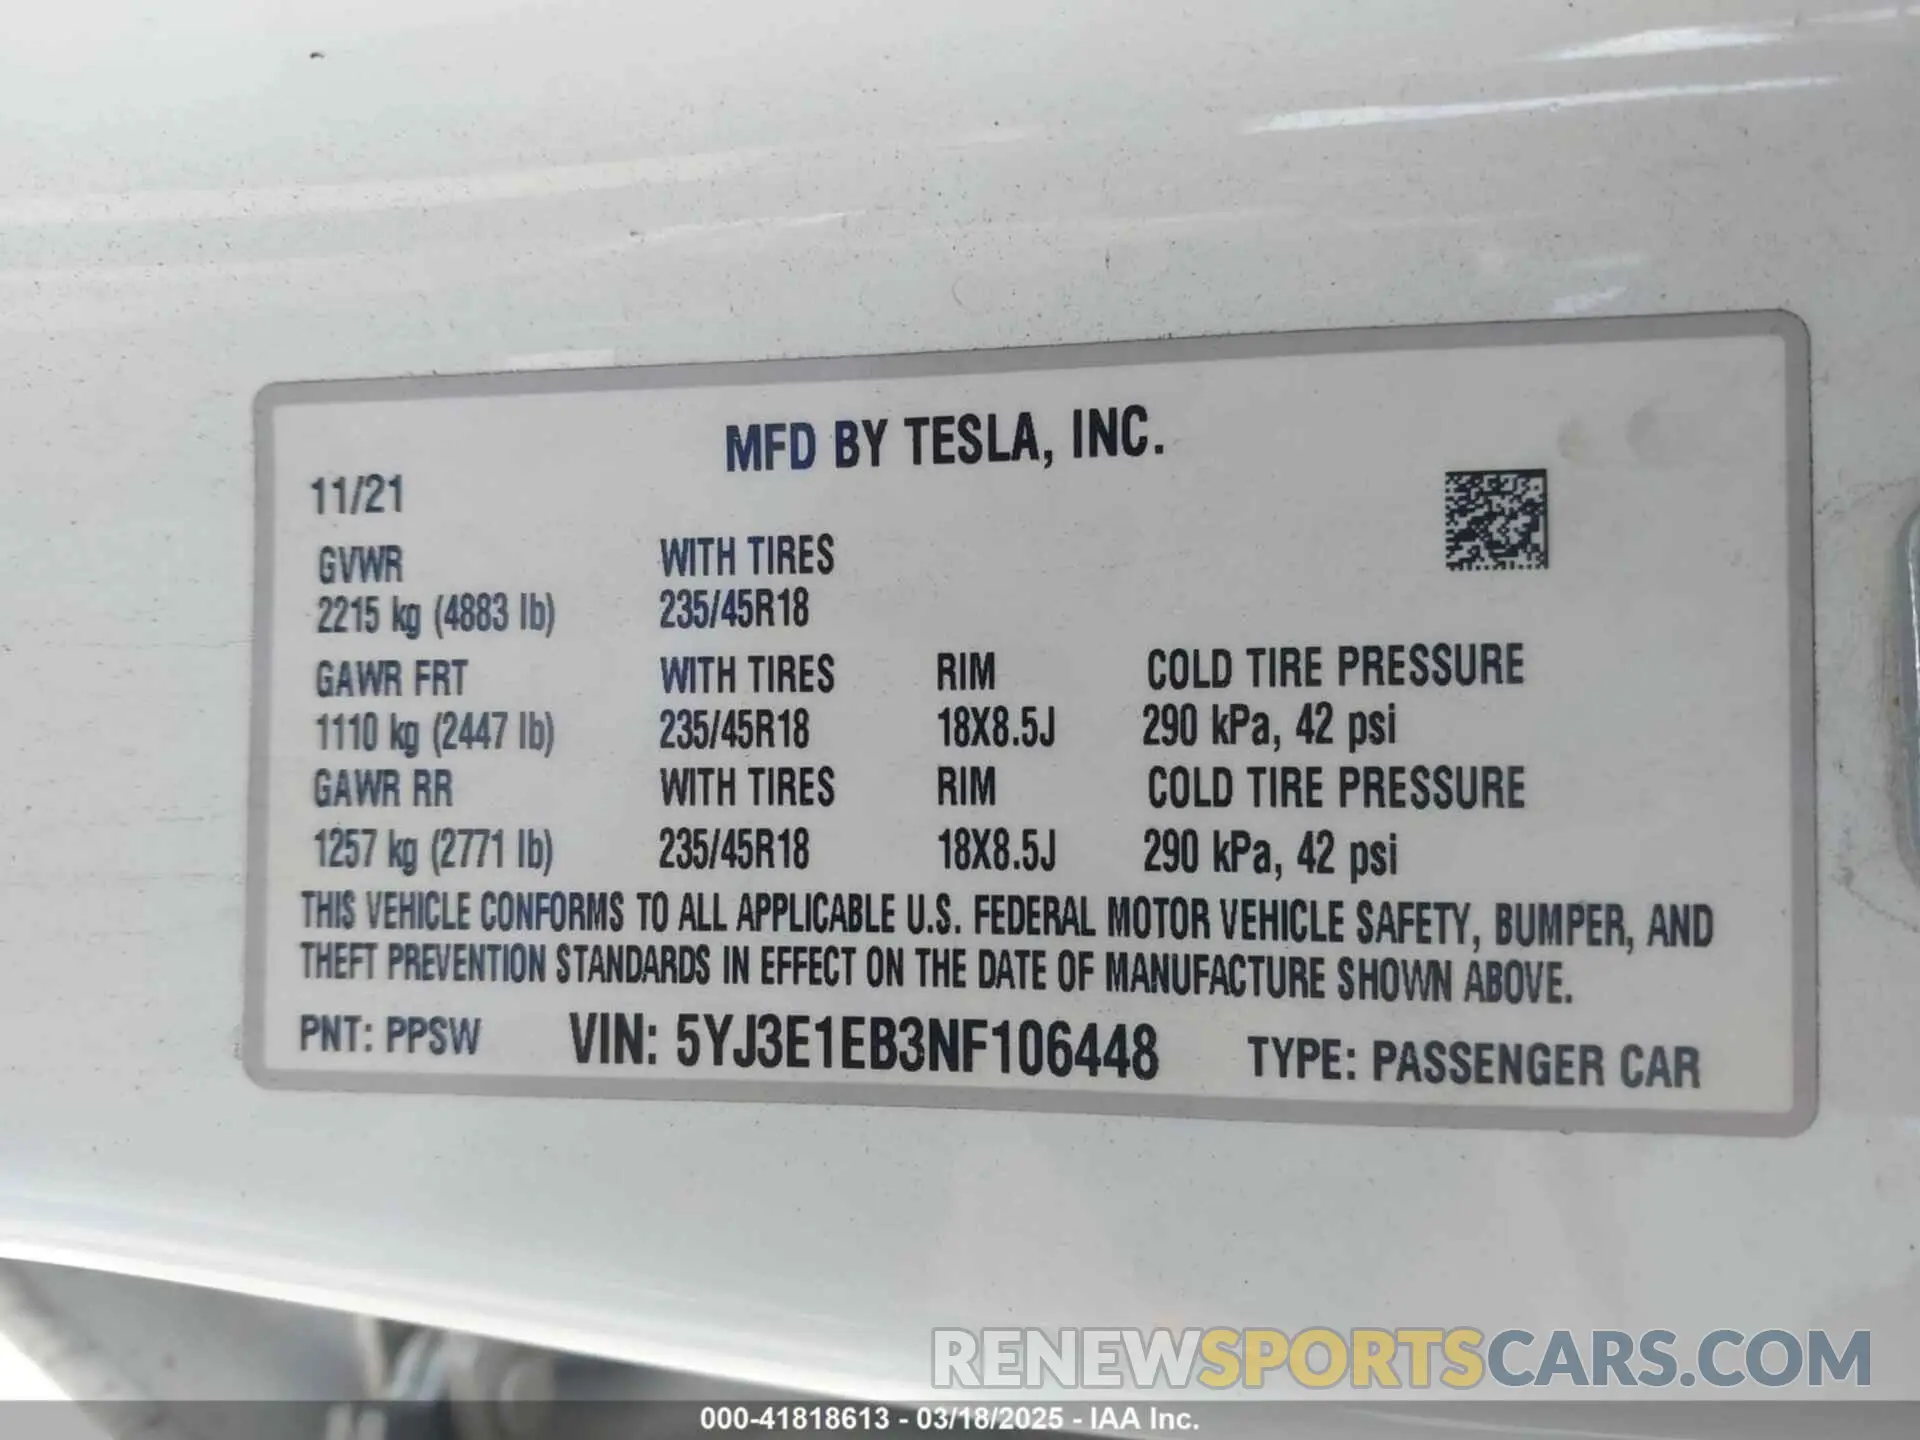 MFD BY TESLA, INC.
11/21
GVWR WITH TIRES
2215 kg (4883 lb) 235/45R18
GAWR FRT WITH TIRES RIM COLD TIRE PRESSURE
1110 kg (2447 lb) 235/45R18 18X8.5J 290 kPa, 42 psi
GAWR RR WITH TIRES RIM COLD TIRE PRESSURE
1257 kg (2771 lb) 235/45R18 18X8.5J 290 kPa, 42 psi
THIS VEHICLE CONFORMS TO ALL APPLICABLE U.S. FEDERAL MOTOR VEHICLE SAFETY, BUMPER, AND
THEFT PREVENTION STANDARDS IN EFFECT ON THE DATE OF MANUFACTURE SHOWN ABOVE.
PNT: PPSW VIN: 5YJ3E1EB3NF106448 TYPE: PASSENGER CAR
RENEWSPORTSCARS.COM
000-41818613 - 03/18/2025 - IAA Inc.